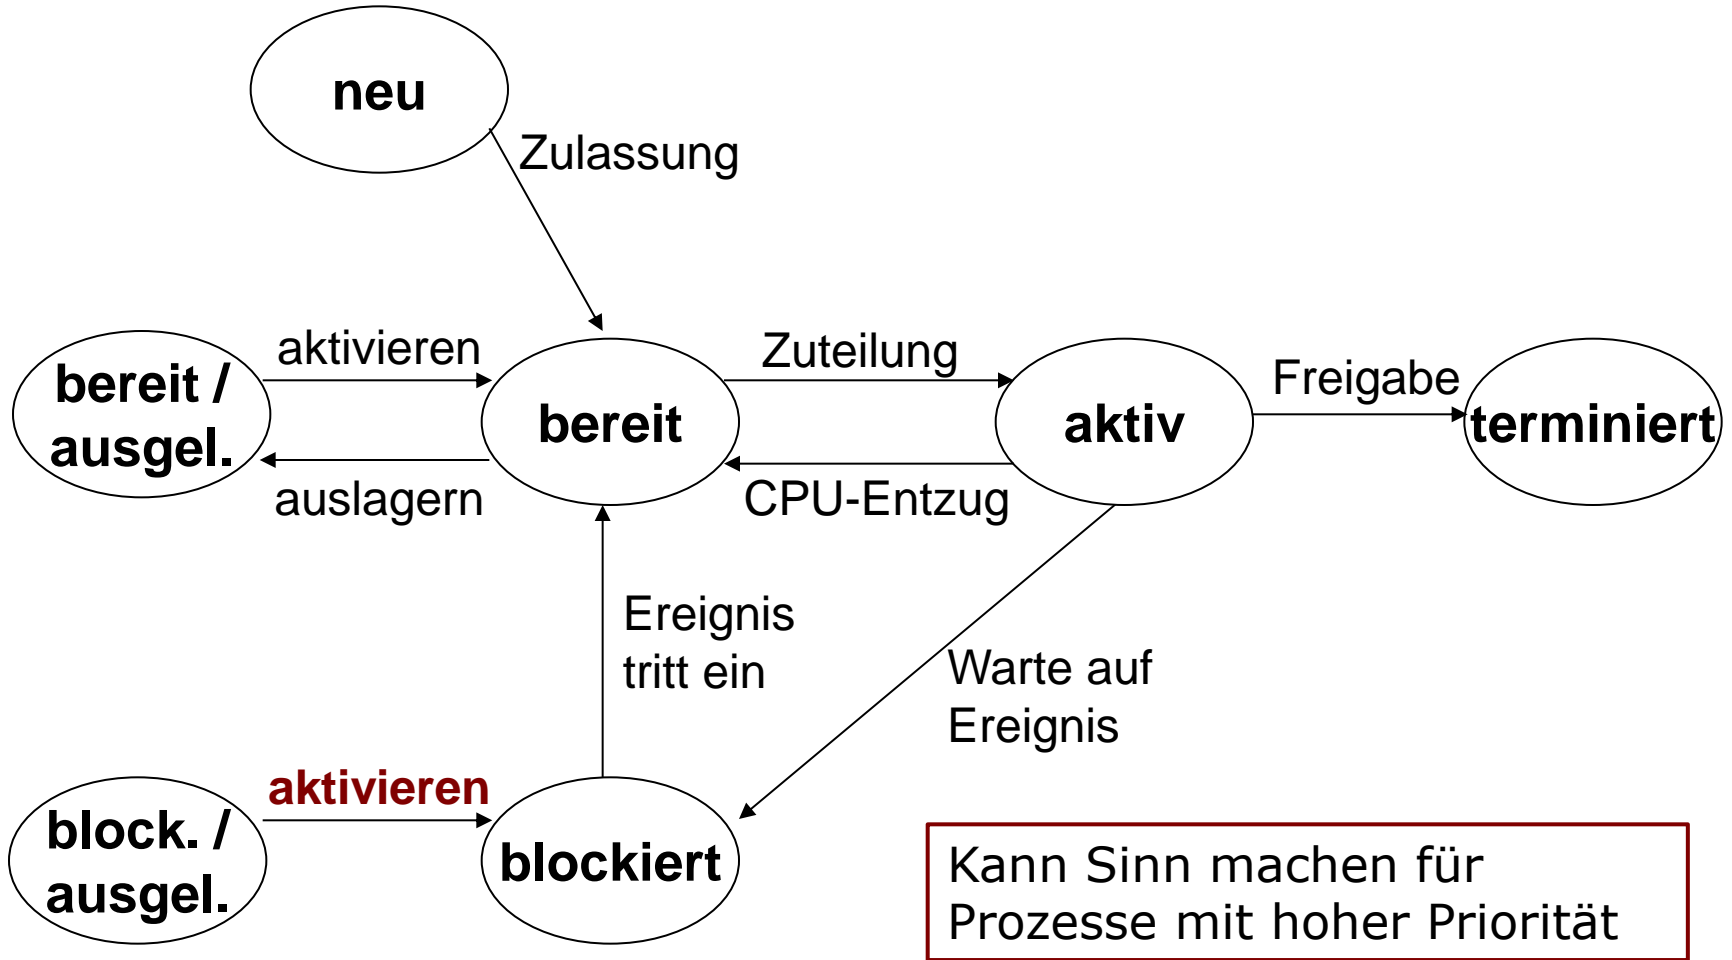 neu
Zulassung
aktivieren
Zuteilung
Freigabe
bereit /
ausgel.
bereit
aktiv
terminiert
auslagern
CPU-Entzug
Ereignis
tritt ein
Warte auf
Ereignis
aktivieren
block. /
ausgel.
blockiert
Kann Sinn machen für
Prozesse mit hoher Priorität